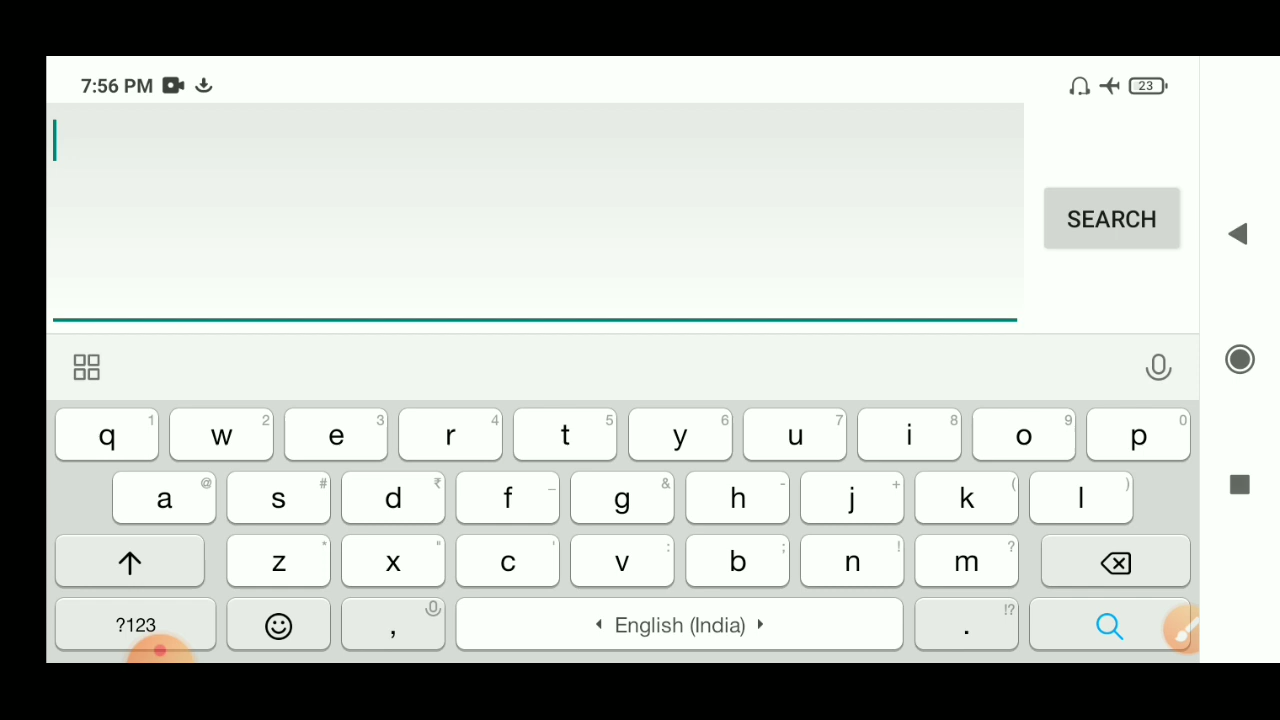 7:56 PM 23
SEARCH
q 1 w 2 e 3 r 4 t 5 y 6 u 7 i 8 o 9 p 0
a @ s # d ₹ f _ g & h - j + k ( l )
z * x " c ' v : b ; n ! m ?
?123 , English (India) . !?